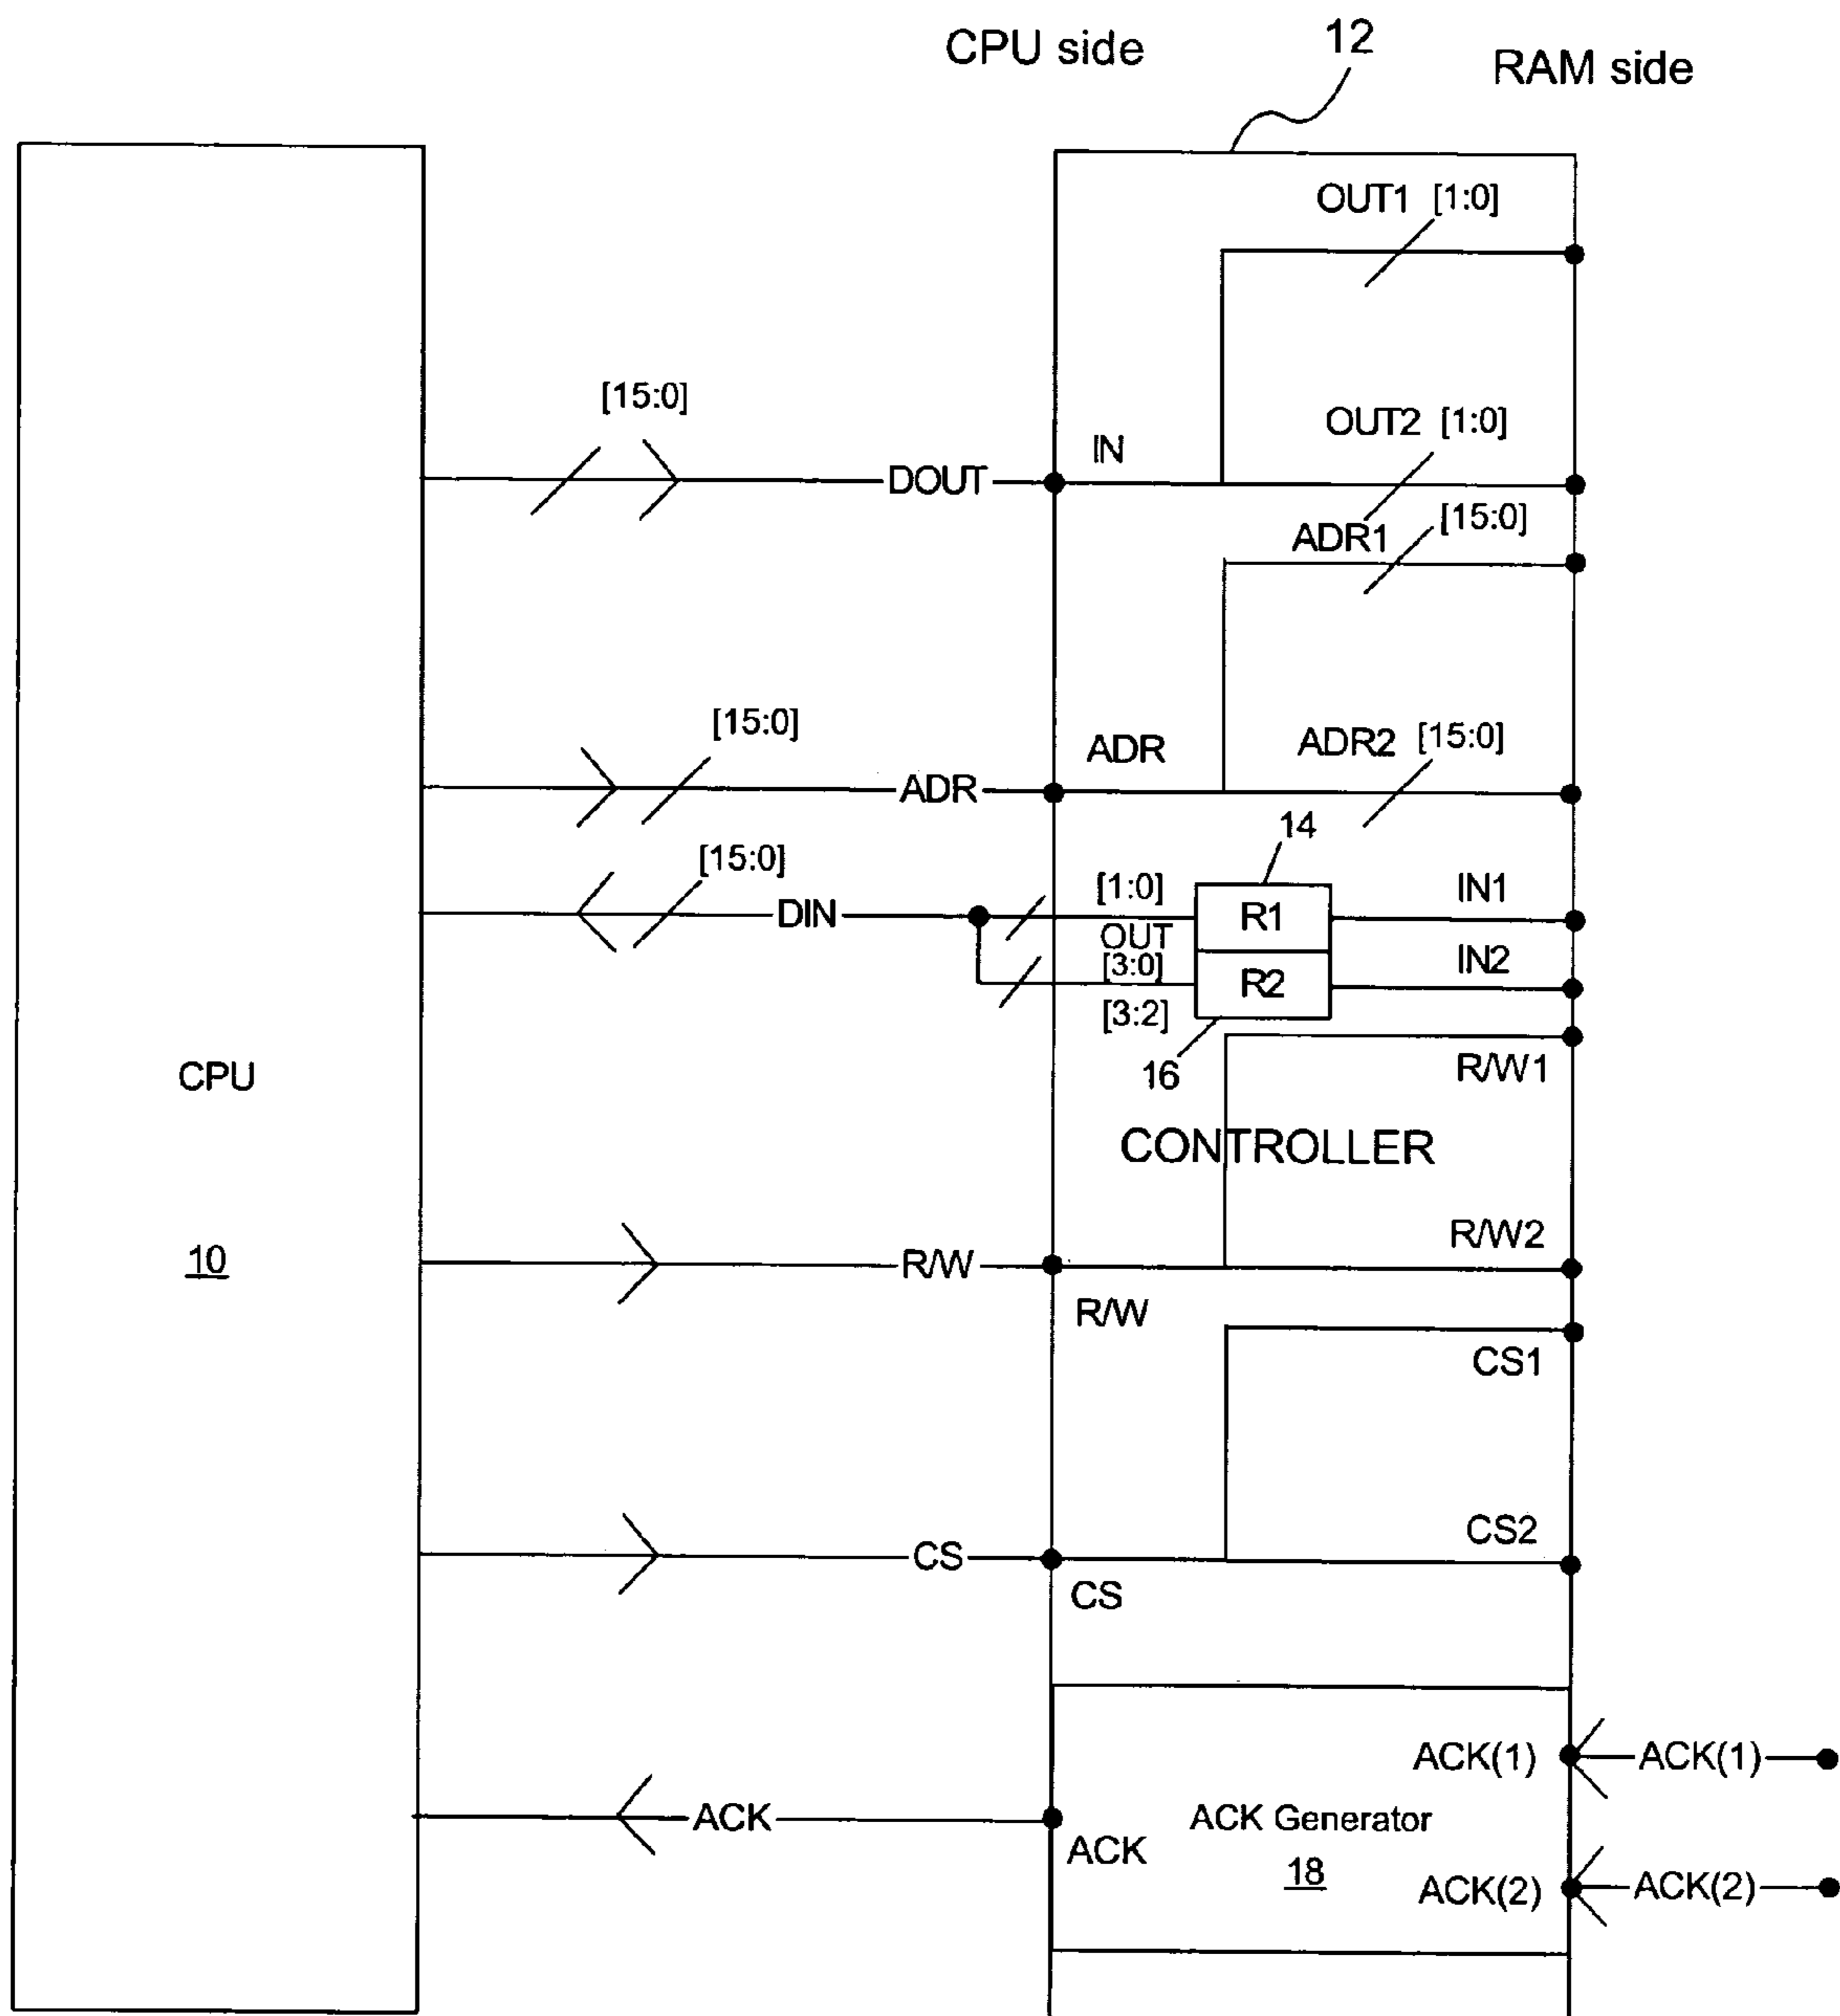 CPU side
12
RAM side
OUT1 [1:0]
[15:0]
OUT2 [1:0]
IN
DOUT
[15:0]
ADR1
[15:0]
ADR
ADR2 [15:0]
ADR
14
[15:0]
[1:0]
IN1
DIN
R1
OUT
[3:0]
IN2
R2
[3:2]
16
R/W1
CPU
CONTROLLER
R/W2
10
R/W
R/W
CS1
CS2
CS
CS
ACK(1)
ACK(1)
ACK
ACK Generator
ACK
18
ACK(2)
ACK(2)